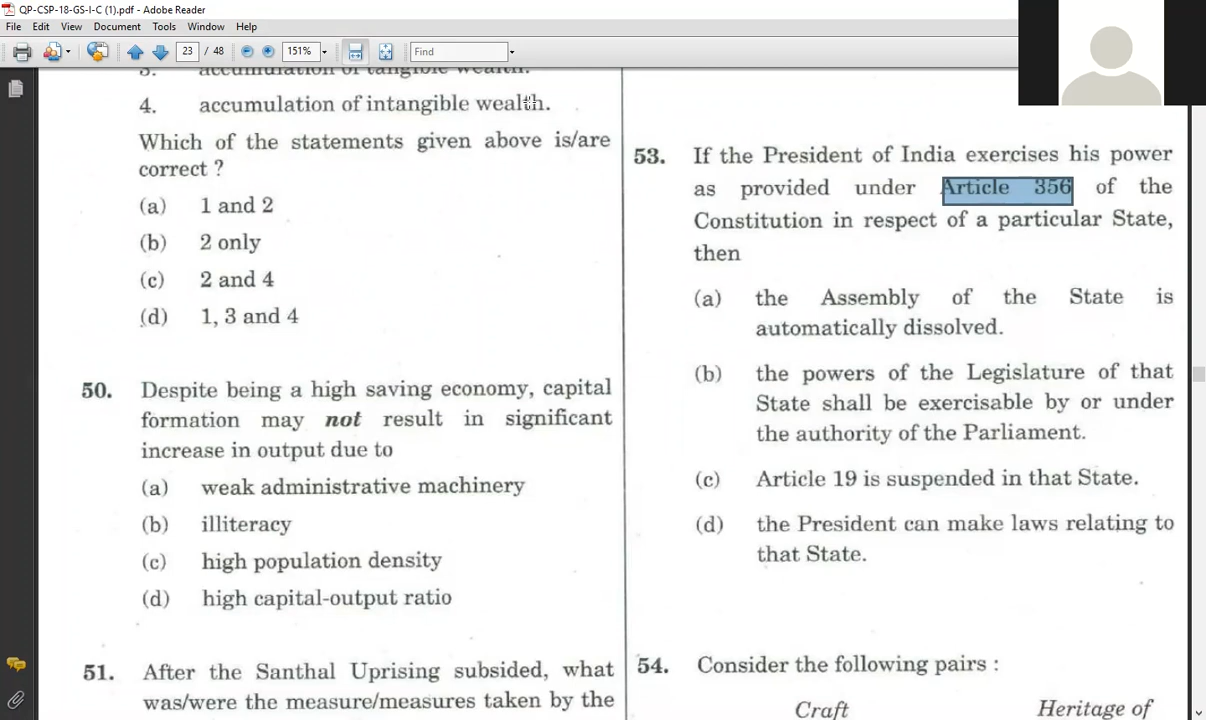 QP-CSP-18-GS-I-C (1).pdf - Adobe Reader
File Edit View Document Tools Window Help
23 / 48 151% Find
3. accumulation of tangible wealth.
4. accumulation of intangible wealth.
Which of the statements given above is/are
correct ?
(a) 1 and 2
(b) 2 only
(c) 2 and 4
(d) 1, 3 and 4
50. Despite being a high saving economy, capital
formation may not result in significant
increase in output due to
(a) weak administrative machinery
(b) illiteracy
(c) high population density
(d) high capital-output ratio
51. After the Santhal Uprising subsided, what
was/were the measure/measures taken by the
53. If the President of India exercises his power
as provided under Article 356 of the
Constitution in respect of a particular State,
then
(a) the Assembly of the State is
automatically dissolved.
(b) the powers of the Legislature of that
State shall be exercisable by or under
the authority of the Parliament.
(c) Article 19 is suspended in that State.
(d) the President can make laws relating to
that State.
54. Consider the following pairs :
Craft Heritage of